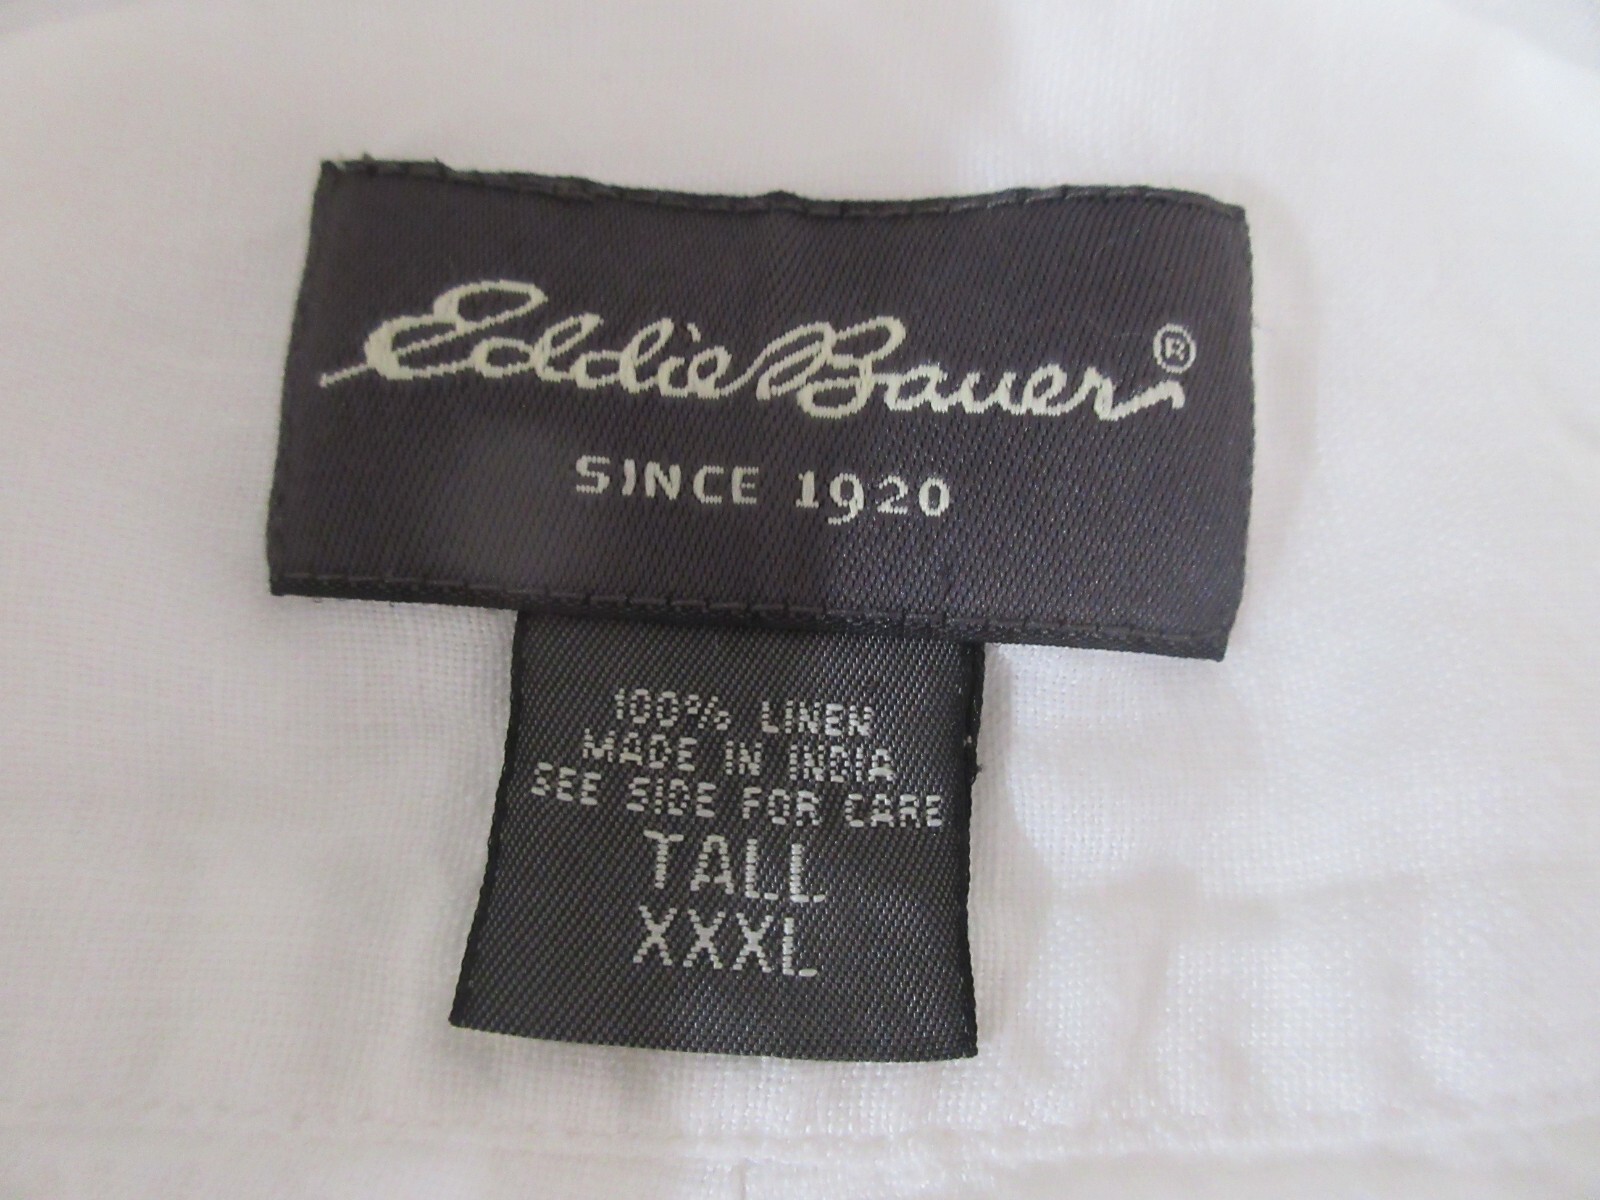 Eddie Bauer®
SINCE 1920
100% LINEN
MADE IN INDIA
SEE SIDE FOR CARE
TALL
XXXL